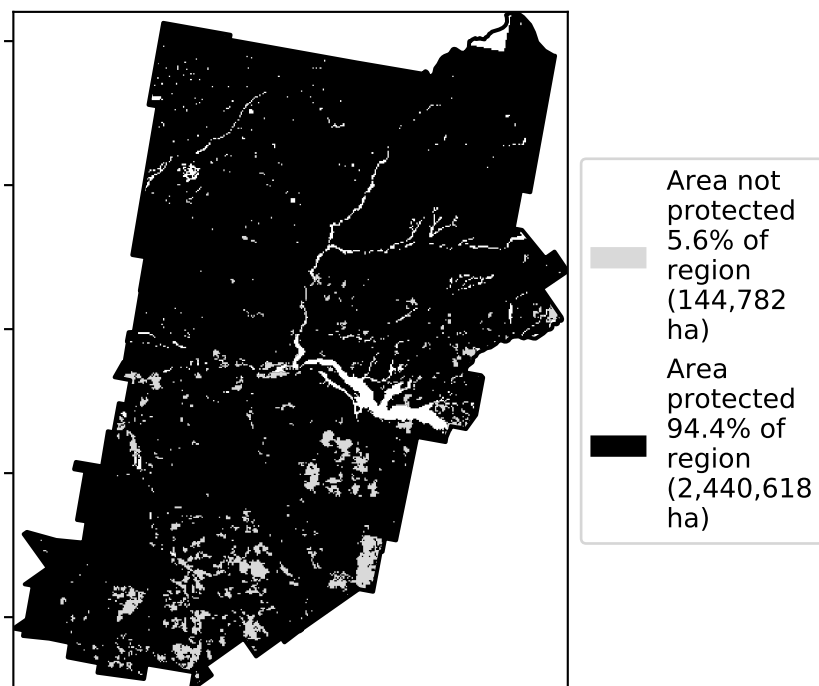 Area not
protected
5.6% of
region
(144,782
ha)
Area
protected
94.4% of
region
(2,440,618
ha)